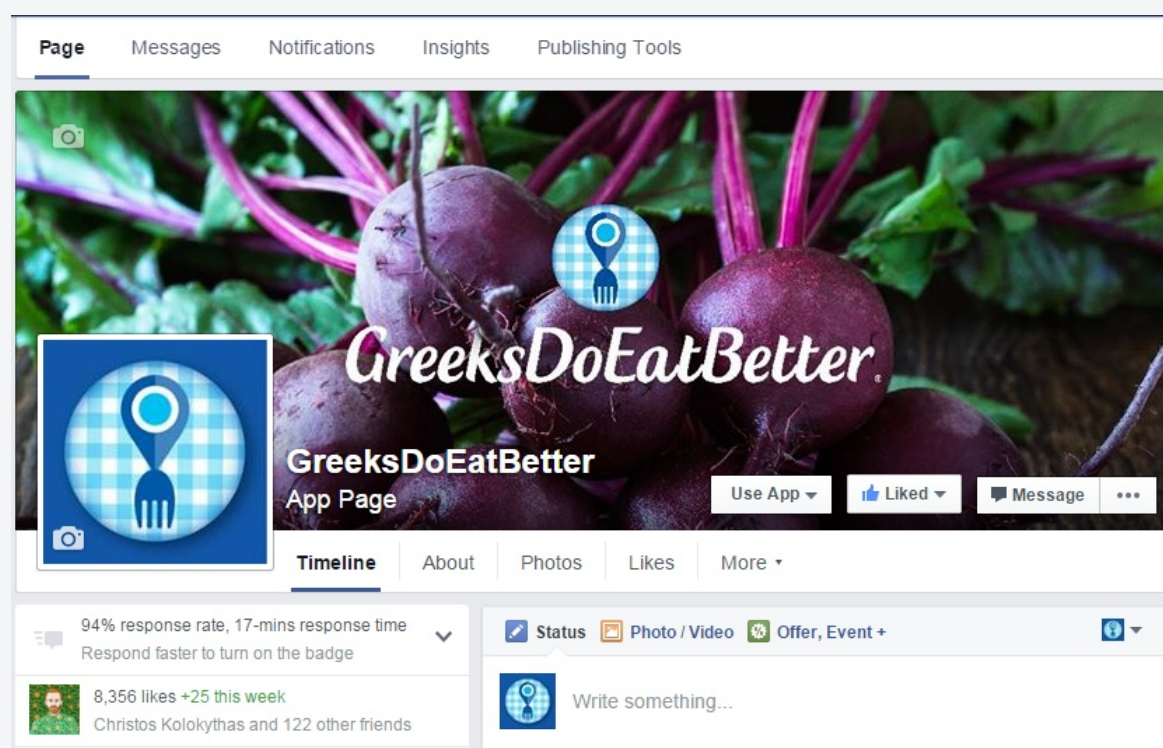 Page Messages Notifications Insights Publishing Tools
GreeksDoEatBetter®
GreeksDoEatBetter
App Page
Use App Liked Message
Timeline About Photos Likes More
94% response rate, 17-mins response time
Respond faster to turn on the badge
8,356 likes +25 this week
Christos Kolokythas and 122 other friends
Status Photo / Video Offer, Event +
Write something...